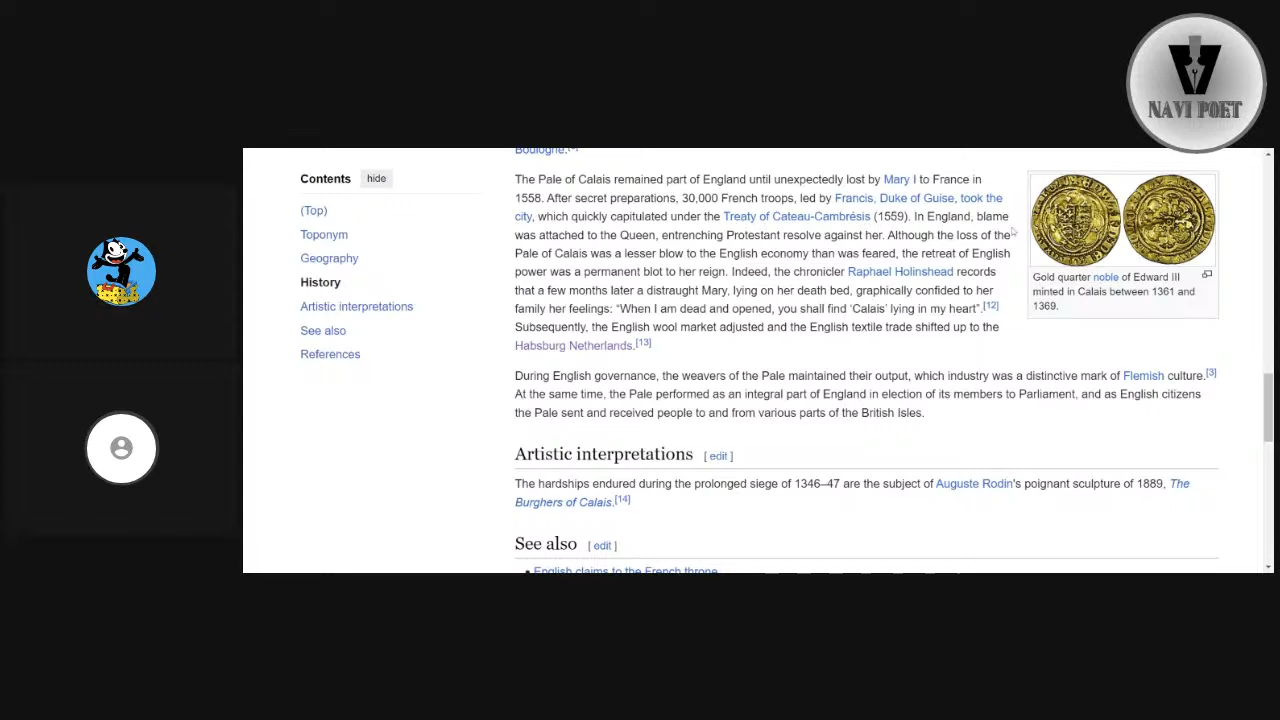 NAVI POET
Boulogne.
Contents hide
(Top)
Toponym
Geography
History
Artistic interpretations
See also
References
The Pale of Calais remained part of England until unexpectedly lost by Mary I to France in
1558. After secret preparations, 30,000 French troops, led by Francis, Duke of Guise, took the
city, which quickly capitulated under the Treaty of Cateau-Cambrésis (1559). In England, blame
was attached to the Queen, entrenching Protestant resolve against her. Although the loss of the
Pale of Calais was a lesser blow to the English economy than was feared, the retreat of English
power was a permanent blot to her reign. Indeed, the chronicler Raphael Holinshead records
that a few months later a distraught Mary, lying on her death bed, graphically confided to her
family her feelings: “When I am dead and opened, you shall find ‘Calais’ lying in my heart”.[12]
Subsequently, the English wool market adjusted and the English textile trade shifted up to the
Habsburg Netherlands.[13]
Gold quarter noble of Edward III
minted in Calais between 1361 and
1369.
During English governance, the weavers of the Pale maintained their output, which industry was a distinctive mark of Flemish culture.[3]
At the same time, the Pale performed as an integral part of England in election of its members to Parliament, and as English citizens
the Pale sent and received people to and from various parts of the British Isles.
Artistic interpretations [ edit ]
The hardships endured during the prolonged siege of 1346–47 are the subject of Auguste Rodin's poignant sculpture of 1889, The
Burghers of Calais.[14]
See also [ edit ]
English claims to the French throne